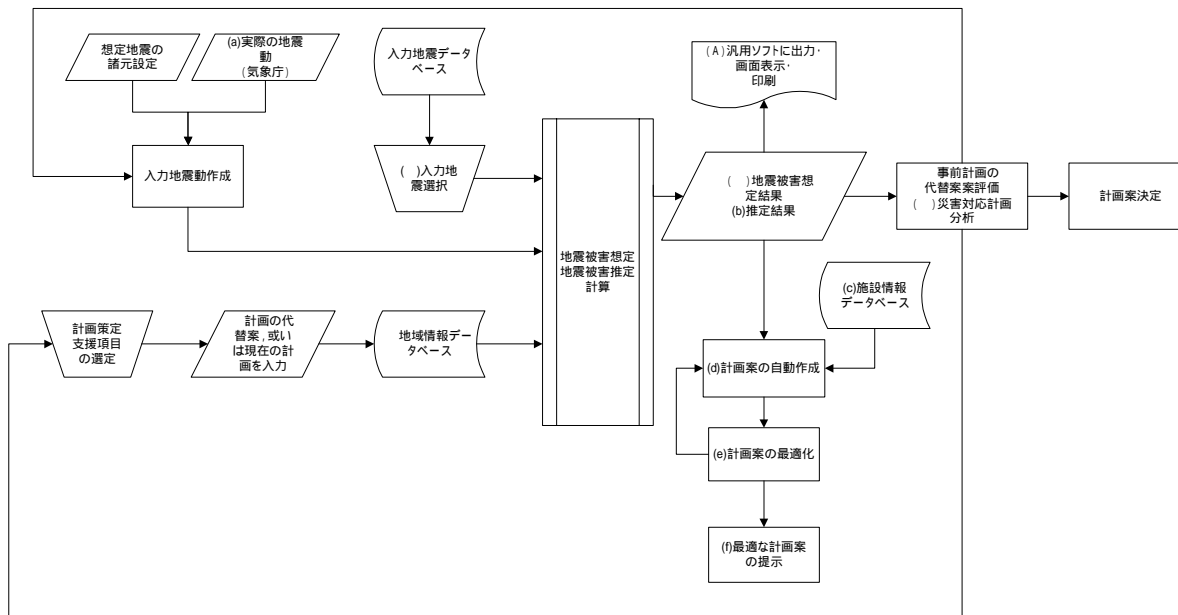 想定地震の
諸元設定
(a)実際の地震
動
(気象庁)
入力地震データ
ベース
(A)汎用ソフトに出力・
画面表示・
印刷
入力地震動作成
( )入力地
震選択
( )地震被害想
定結果
(b)推定結果
事前計画の
代替案案評価
( )災害対応計画
分析
計画案決定
地震被害想定
地震被害推定
計算
(c)施設情報
データベース
計画策定
支援項目
の選定
計画の代
替案,或い
は現在の計
画を入力
地域情報デー
タベース
(d)計画案の自動作成
(e)計画案の最適化
(f)最適な計画案
の提示